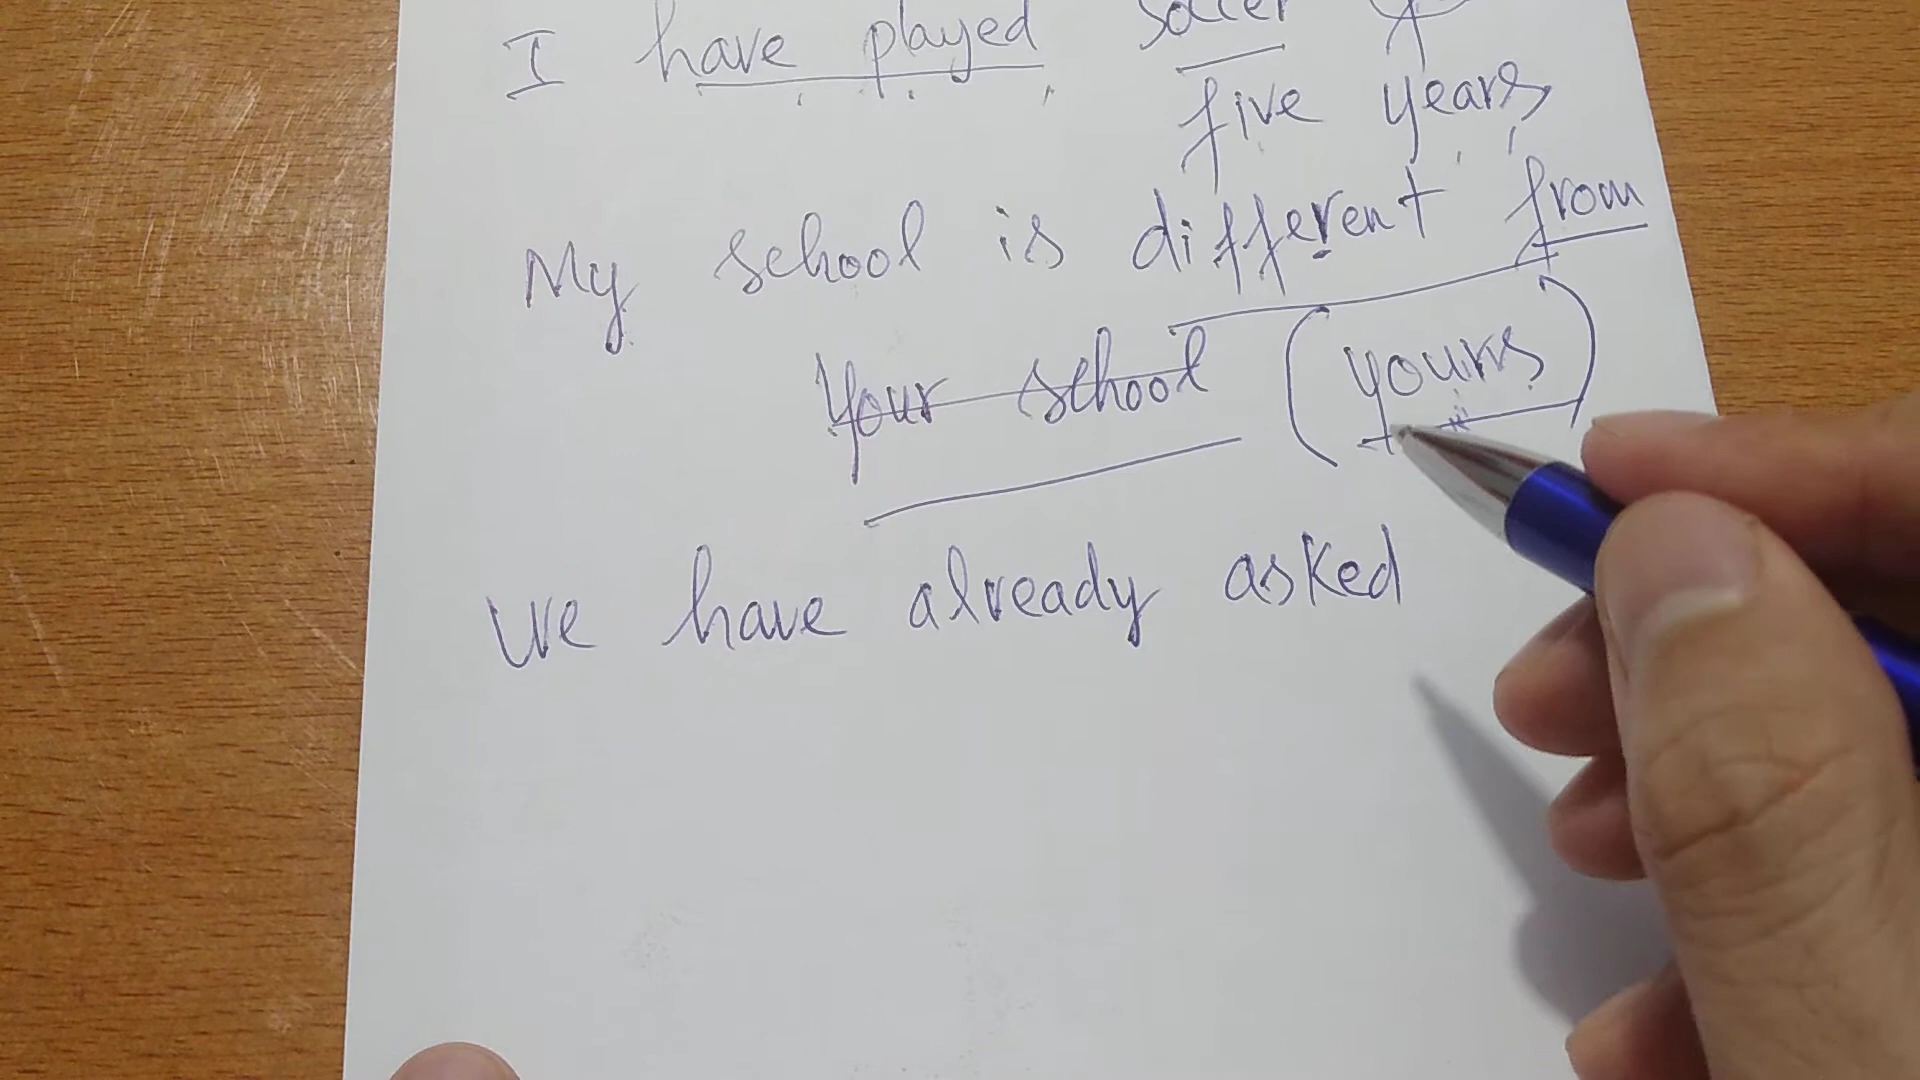 I have played soccer
five years
My school is different from
Your school (yours)
we have already asked